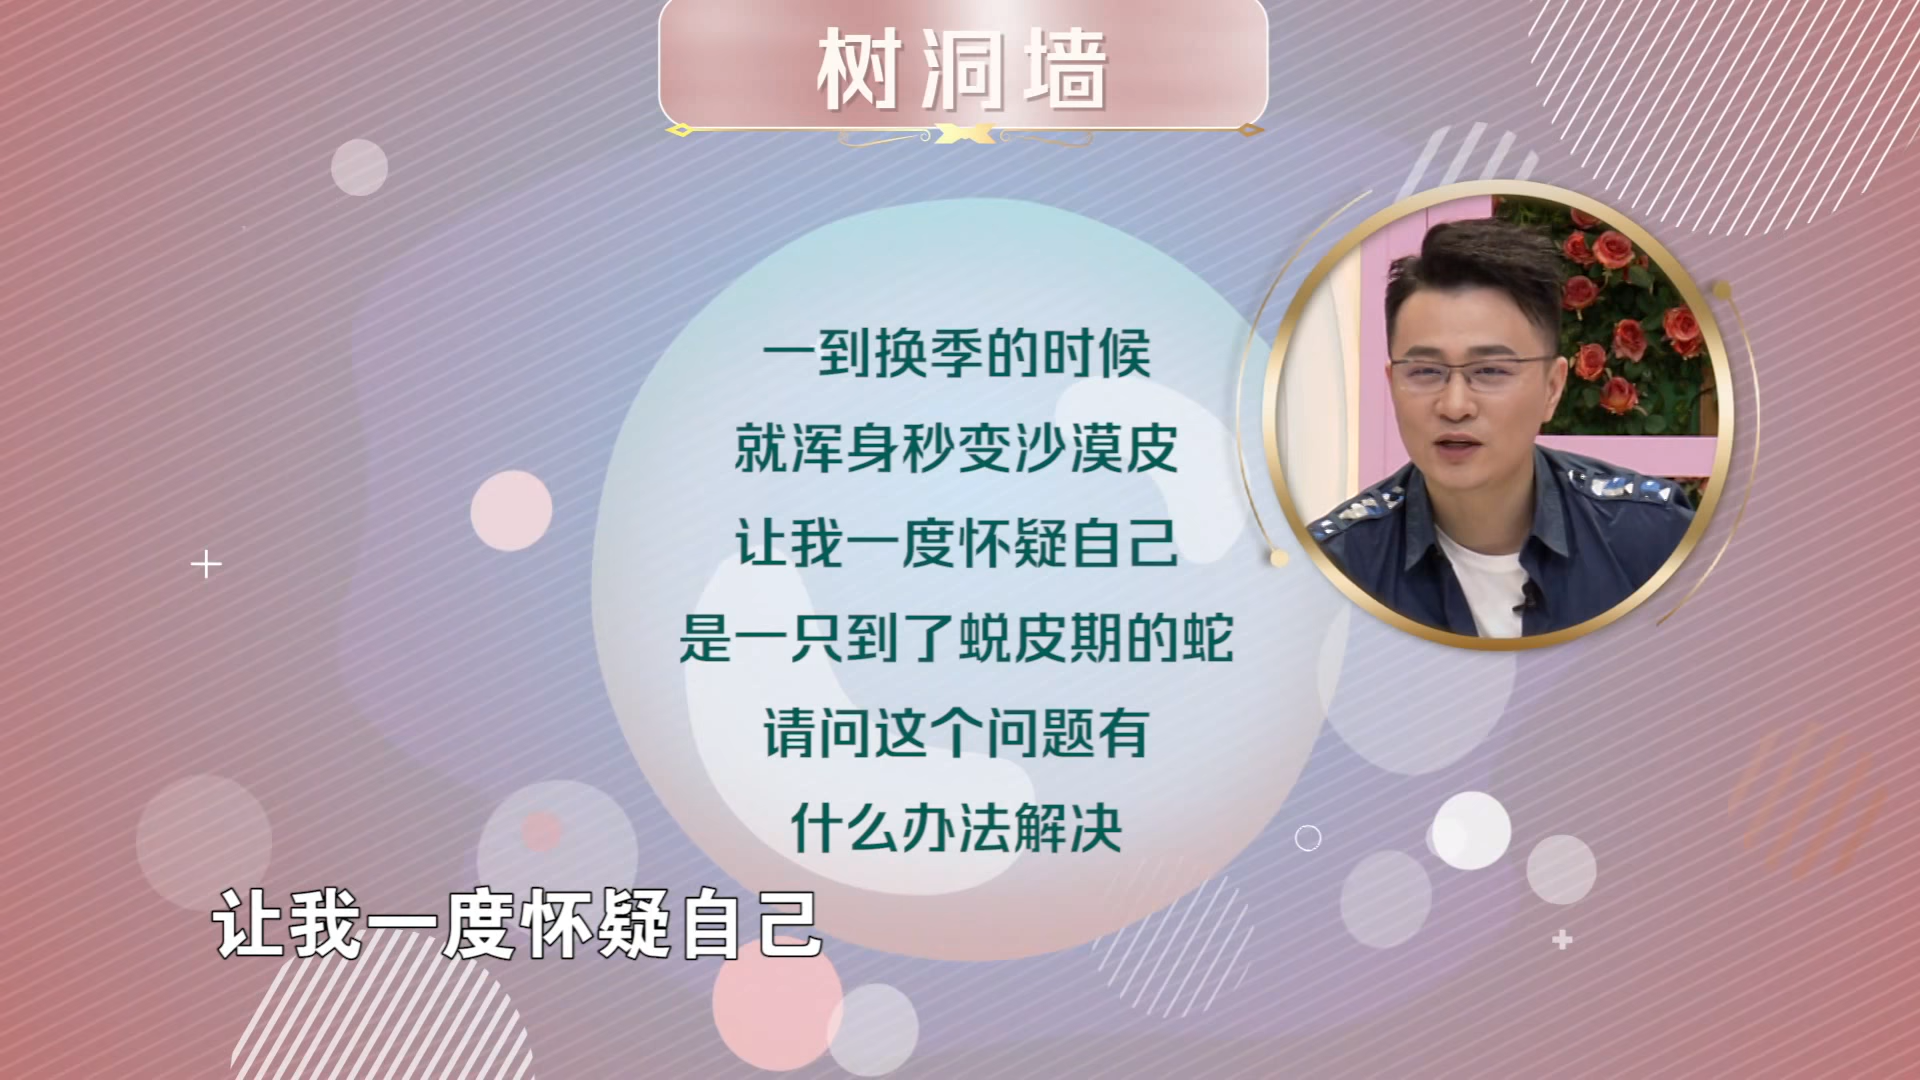 树洞墙
一到换季的时候
就浑身秒变沙漠皮
让我一度怀疑自己
是一只到了蜕皮期的蛇
请问这个问题有
什么办法解决
让我一度怀疑自己